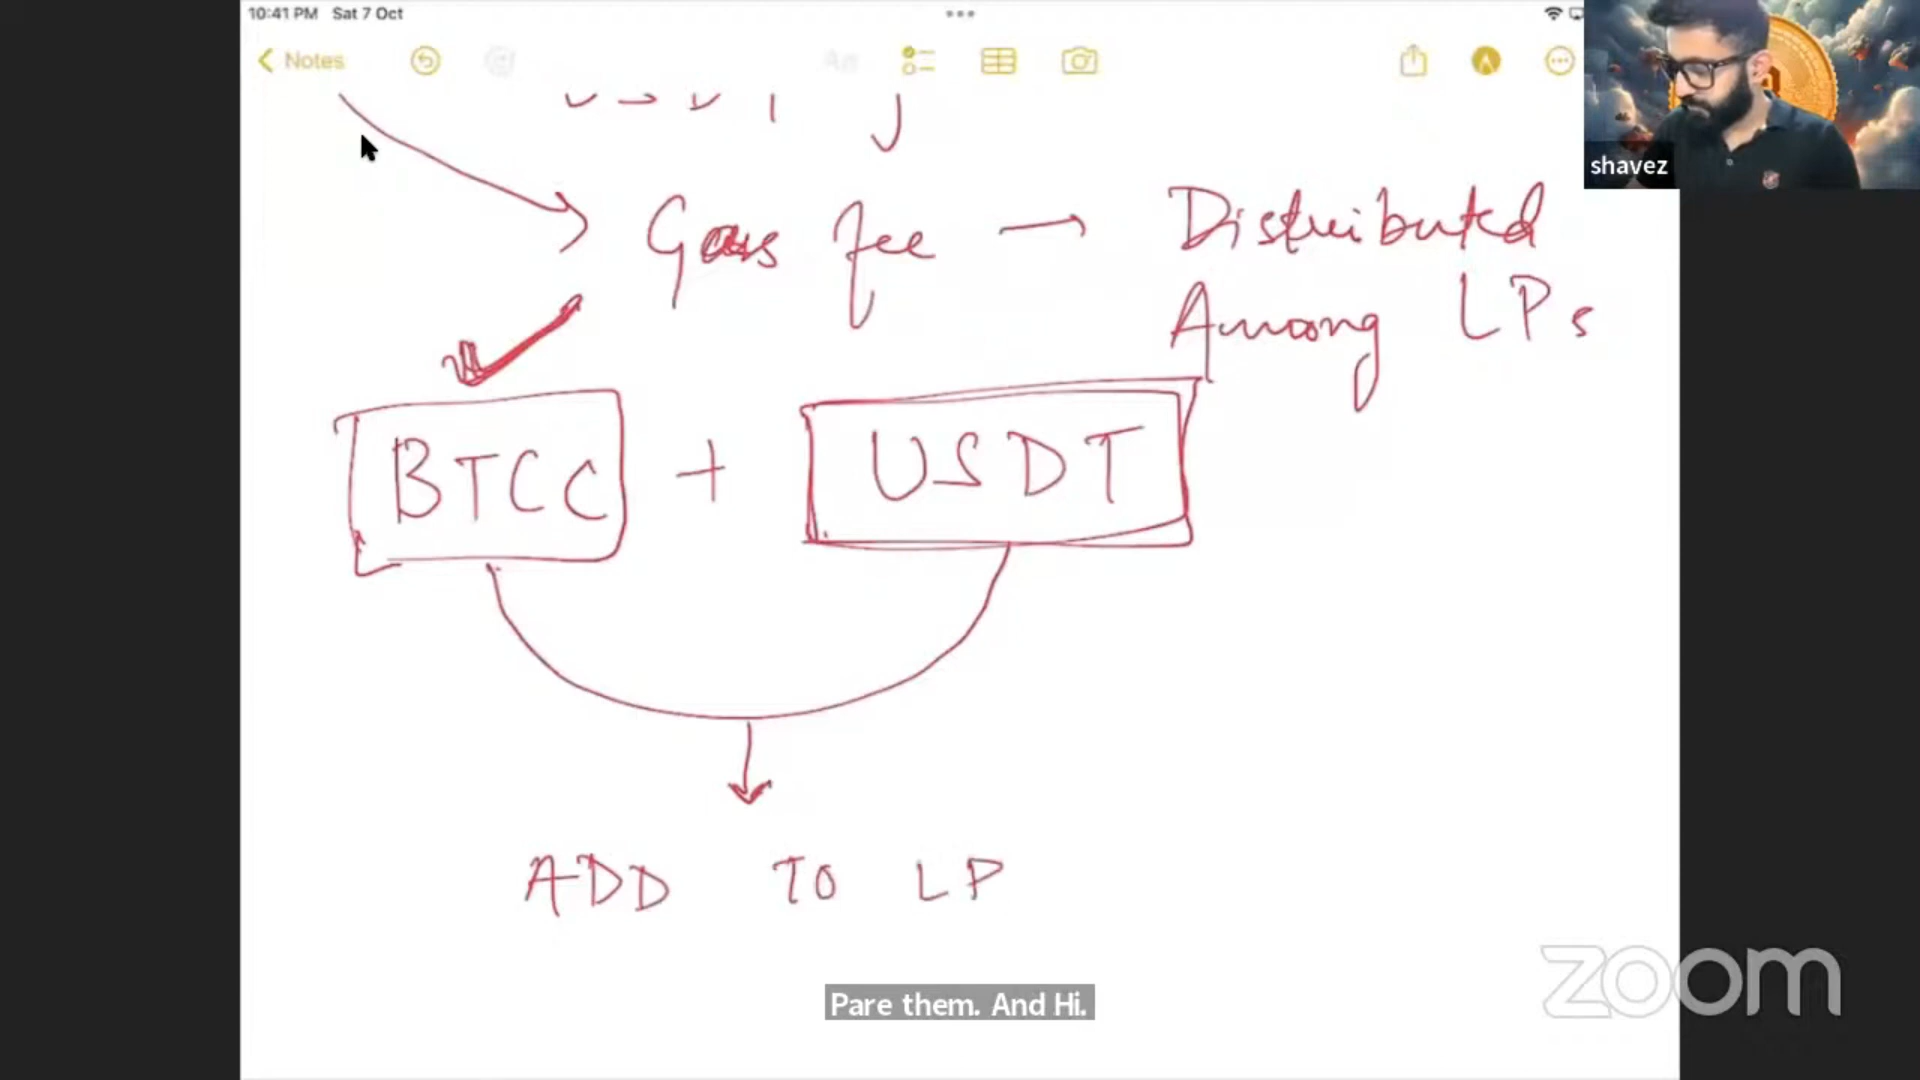 10:41 PM Sat 7 Oct
Notes
Aa
shavez
Gas fee → Distributed
Among LPs
BTCC + USDT
ADD TO LP
Pare them. And Hi.
zoom